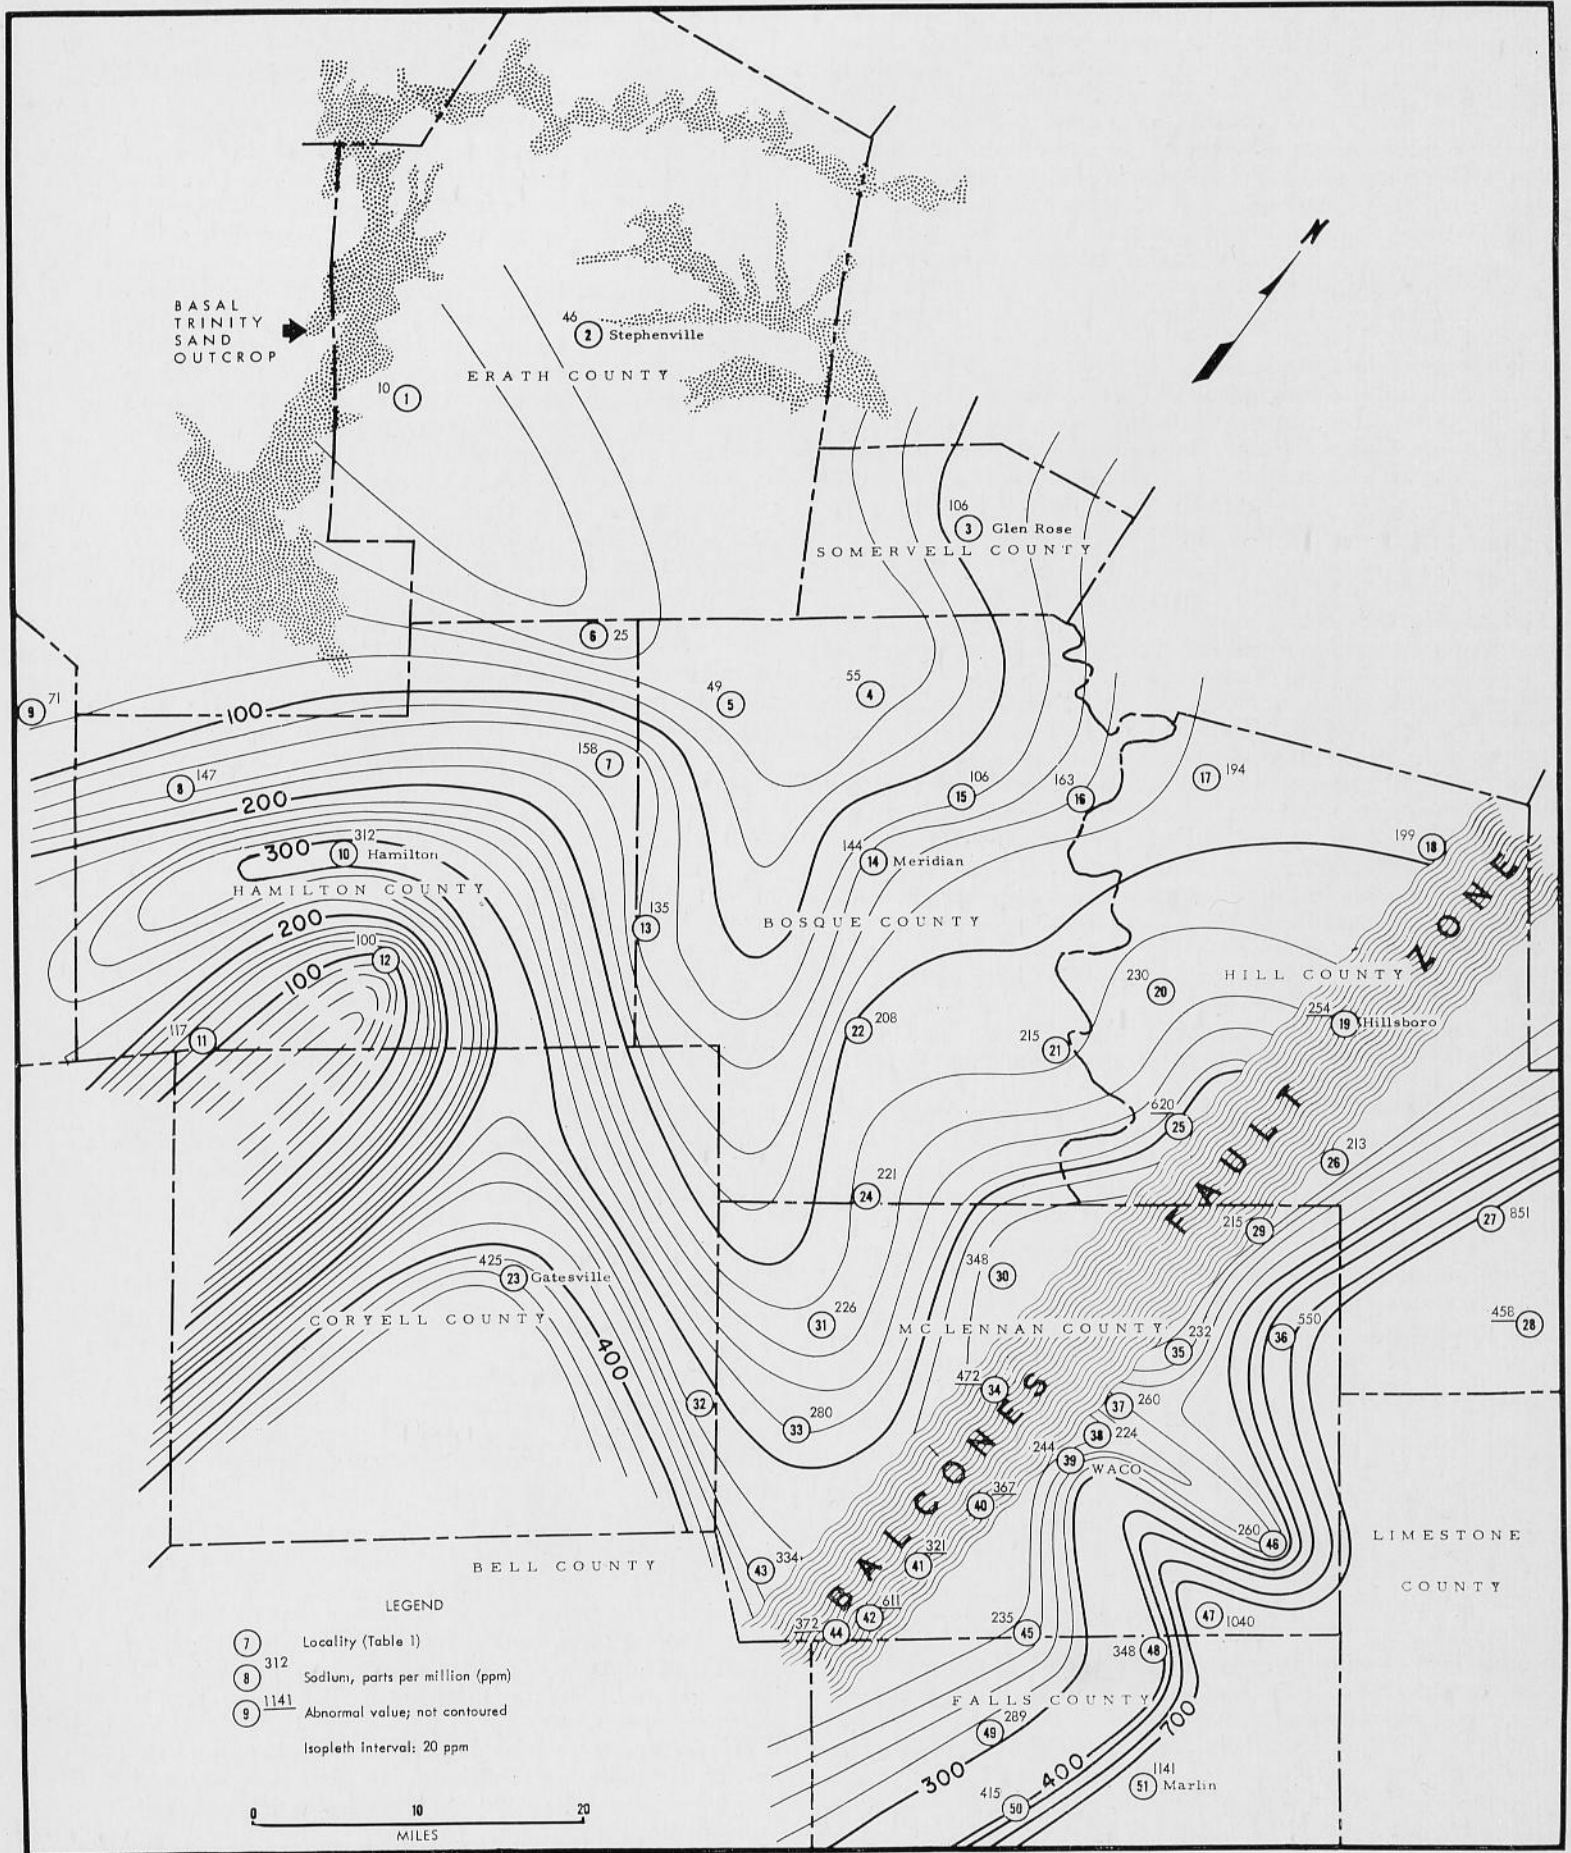 N
BASAL
TRINITY
SAND
OUTCROP
46
2 Stephenville
ERATH COUNTY
10
1
106
3 Glen Rose
SOMERVELL COUNTY
6 25
9 71
49
5
55
4
100
158
7
8 147
200
106
15
163
16
17 194
199
18
312
300 10 Hamilton
HAMILTON COUNTY
144
14 Meridian
135
13
BOSQUE COUNTY
200
100
12
100
117
11
22 208
215
21
230
20
HILL COUNTY
254
19 Hillsboro
620
25
26 213
221
24
27 851
215
29
425
23 Gatesville
CORYELL COUNTY
400
348
30
226
31
MC LENNAN COUNTY
232
35
550
36
458
28
BALCONES FAULT ZONE
472
34
32
280
33
37 260
38 224
244
39
WACO
367
40
321
41
260
46
LIMESTONE
COUNTY
BELL COUNTY
43 334
611
42
372
44
235
45
47
1040
348
48
FALLS COUNTY
289
49
700
300
400
1141
51 Marlin
415
50
LEGEND
7 Locality (Table 1)
8 312 Sodium, parts per million (ppm)
9 1141 Abnormal value; not contoured
Isopleth interval: 20 ppm
0 10 20
MILES